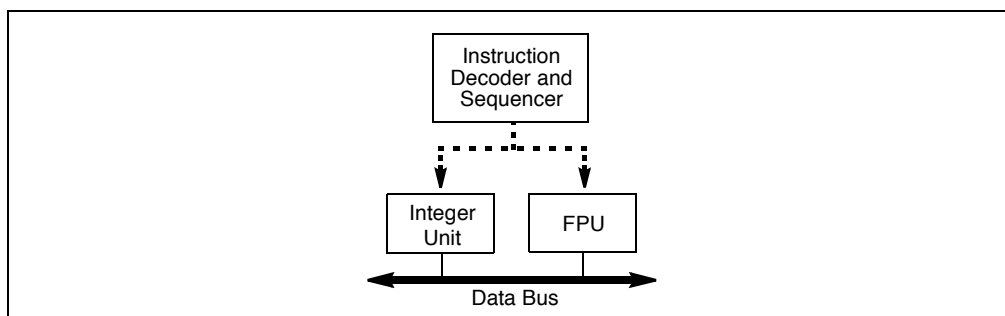 Instruction
Decoder and
Sequencer
Integer
Unit
FPU
Data Bus